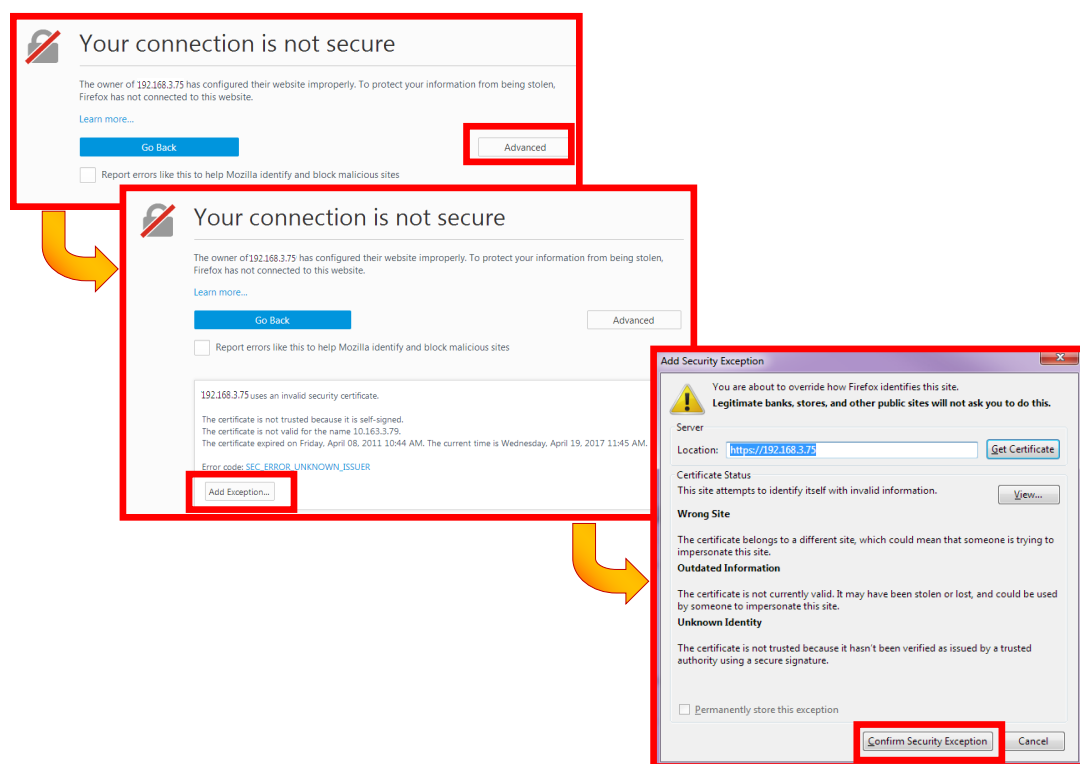 Your connection is not secure
The owner of 192.168.3.75 has configured their website improperly. To protect your information from being stolen,
Firefox has not connected to this website.
Learn more...
Go Back
Advanced
Report errors like this to help Mozilla identify and block malicious sites
Your connection is not secure
The owner of192.168.3.75 has configured their website improperly. To protect your information from being stolen,
Firefox has not connected to this website.
Learn more...
Go Back
Advanced
Report errors like this to help Mozilla identify and block malicious sites
192.168.3.75 uses an invalid security certificate.
The certificate is not trusted because it is self-signed.
The certificate is not valid for the name 10.163.3.79.
The certificate expired on Friday, April 08, 2011 10:44 AM. The current time is Wednesday, April 19, 2017 11:45 AM.
Error code: SEC_ERROR_UNKNOWN_ISSUER
Add Exception...
Add Security Exception
You are about to override how Firefox identifies this site.
Legitimate banks, stores, and other public sites will not ask you to do this.
Server
Location: https://192.168.3.75
Get Certificate
Certificate Status
This site attempts to identify itself with invalid information.
View...
Wrong Site
The certificate belongs to a different site, which could mean that someone is trying to
impersonate this site.
Outdated Information
The certificate is not currently valid. It may have been stolen or lost, and could be used
by someone to impersonate this site.
Unknown Identity
The certificate is not trusted because it hasn't been verified as issued by a trusted
authority using a secure signature.
Permanently store this exception
Confirm Security Exception
Cancel